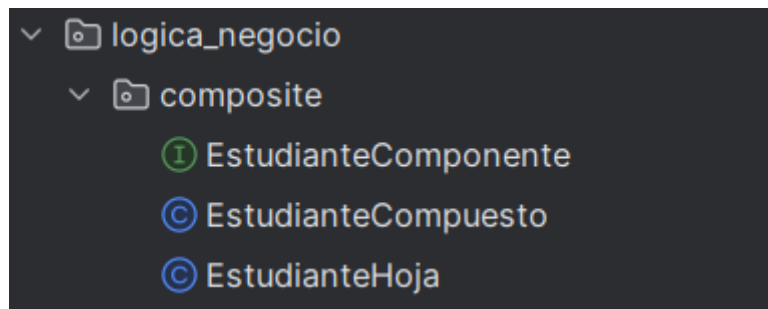 logica_negocio
composite
I EstudianteComponente
C EstudianteCompuesto
C EstudianteHoja